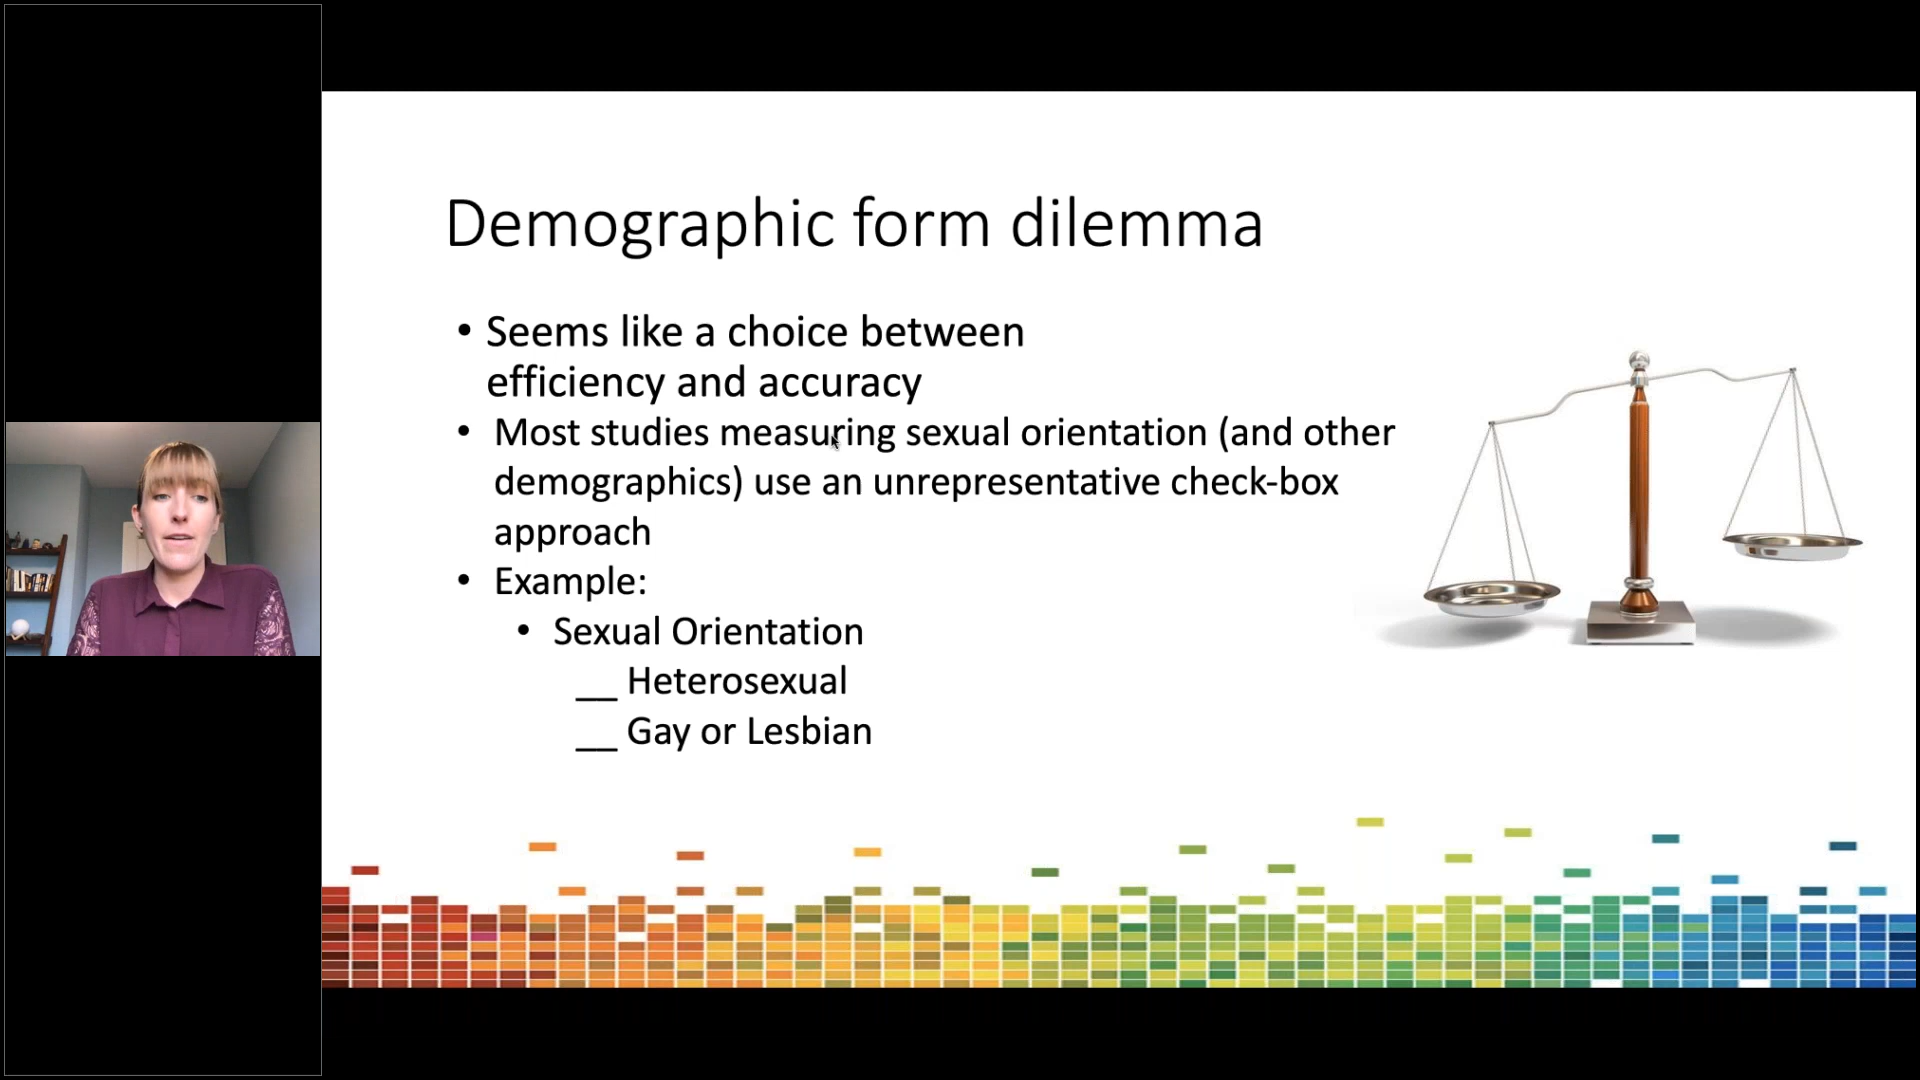 Demographic form dilemma
• Seems like a choice between
efficiency and accuracy
• Most studies measuring sexual orientation (and other
demographics) use an unrepresentative check-box
approach
• Example:
• Sexual Orientation
__ Heterosexual
__ Gay or Lesbian